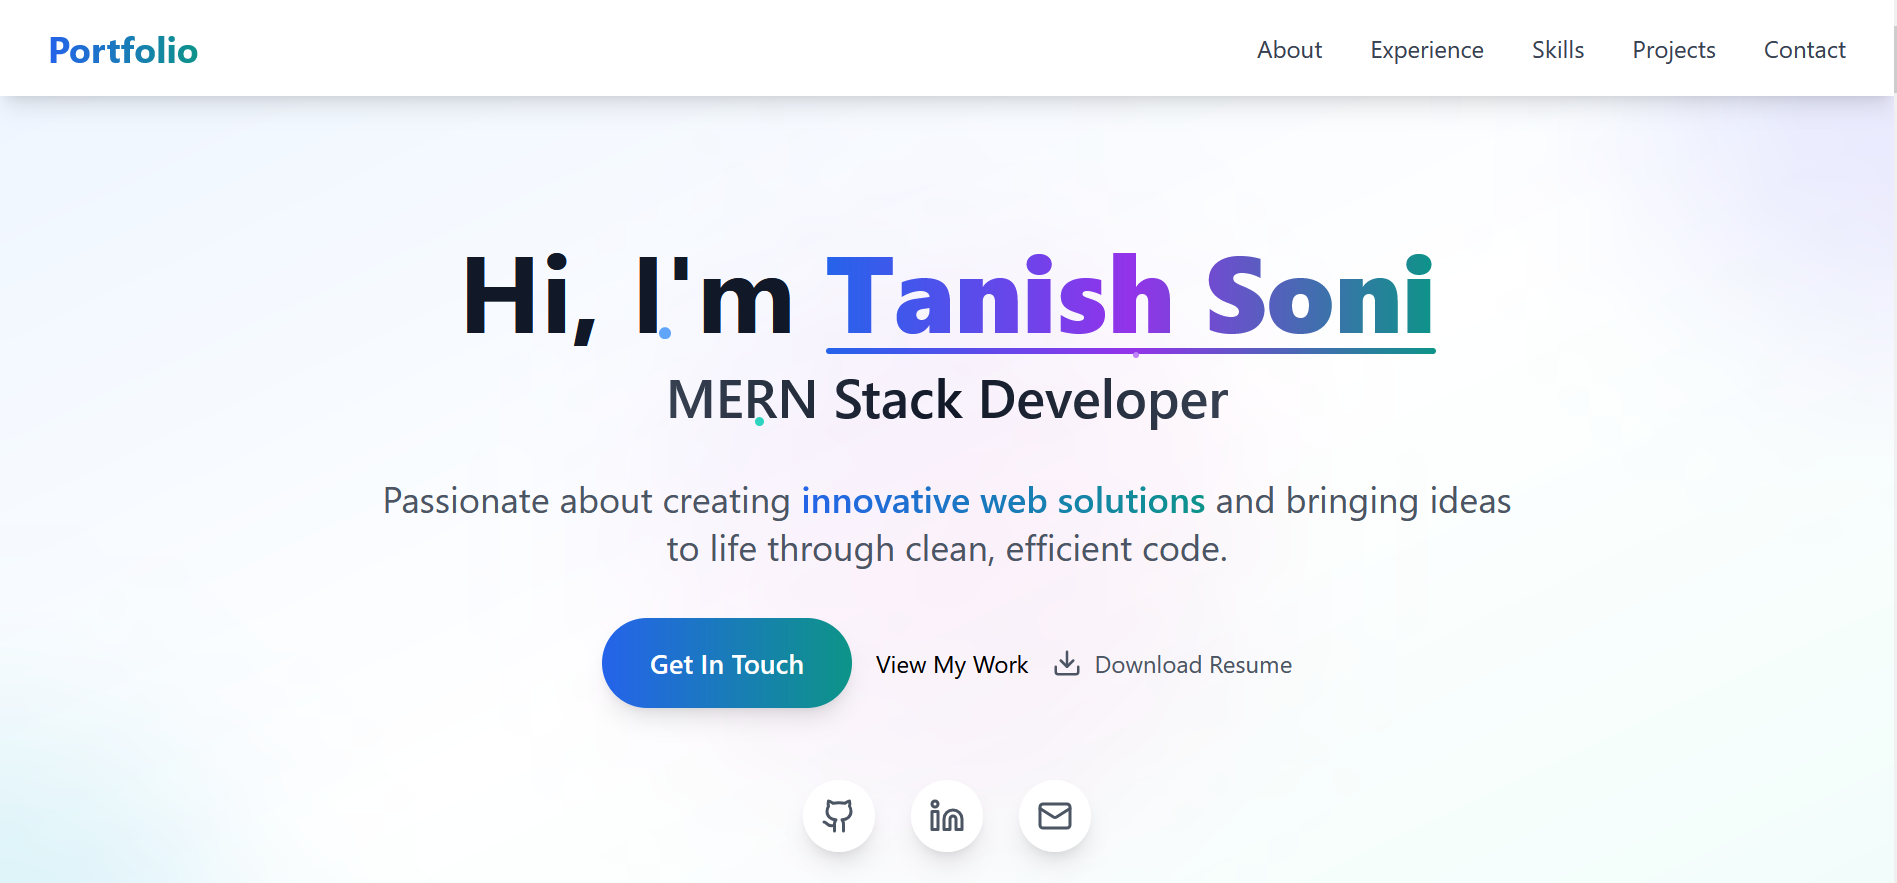 Portfolio
About Experience Skills Projects Contact
Hi, I'm Tanish Soni
MERN Stack Developer
Passionate about creating innovative web solutions and bringing ideas
to life through clean, efficient code.
Get In Touch View My Work Download Resume